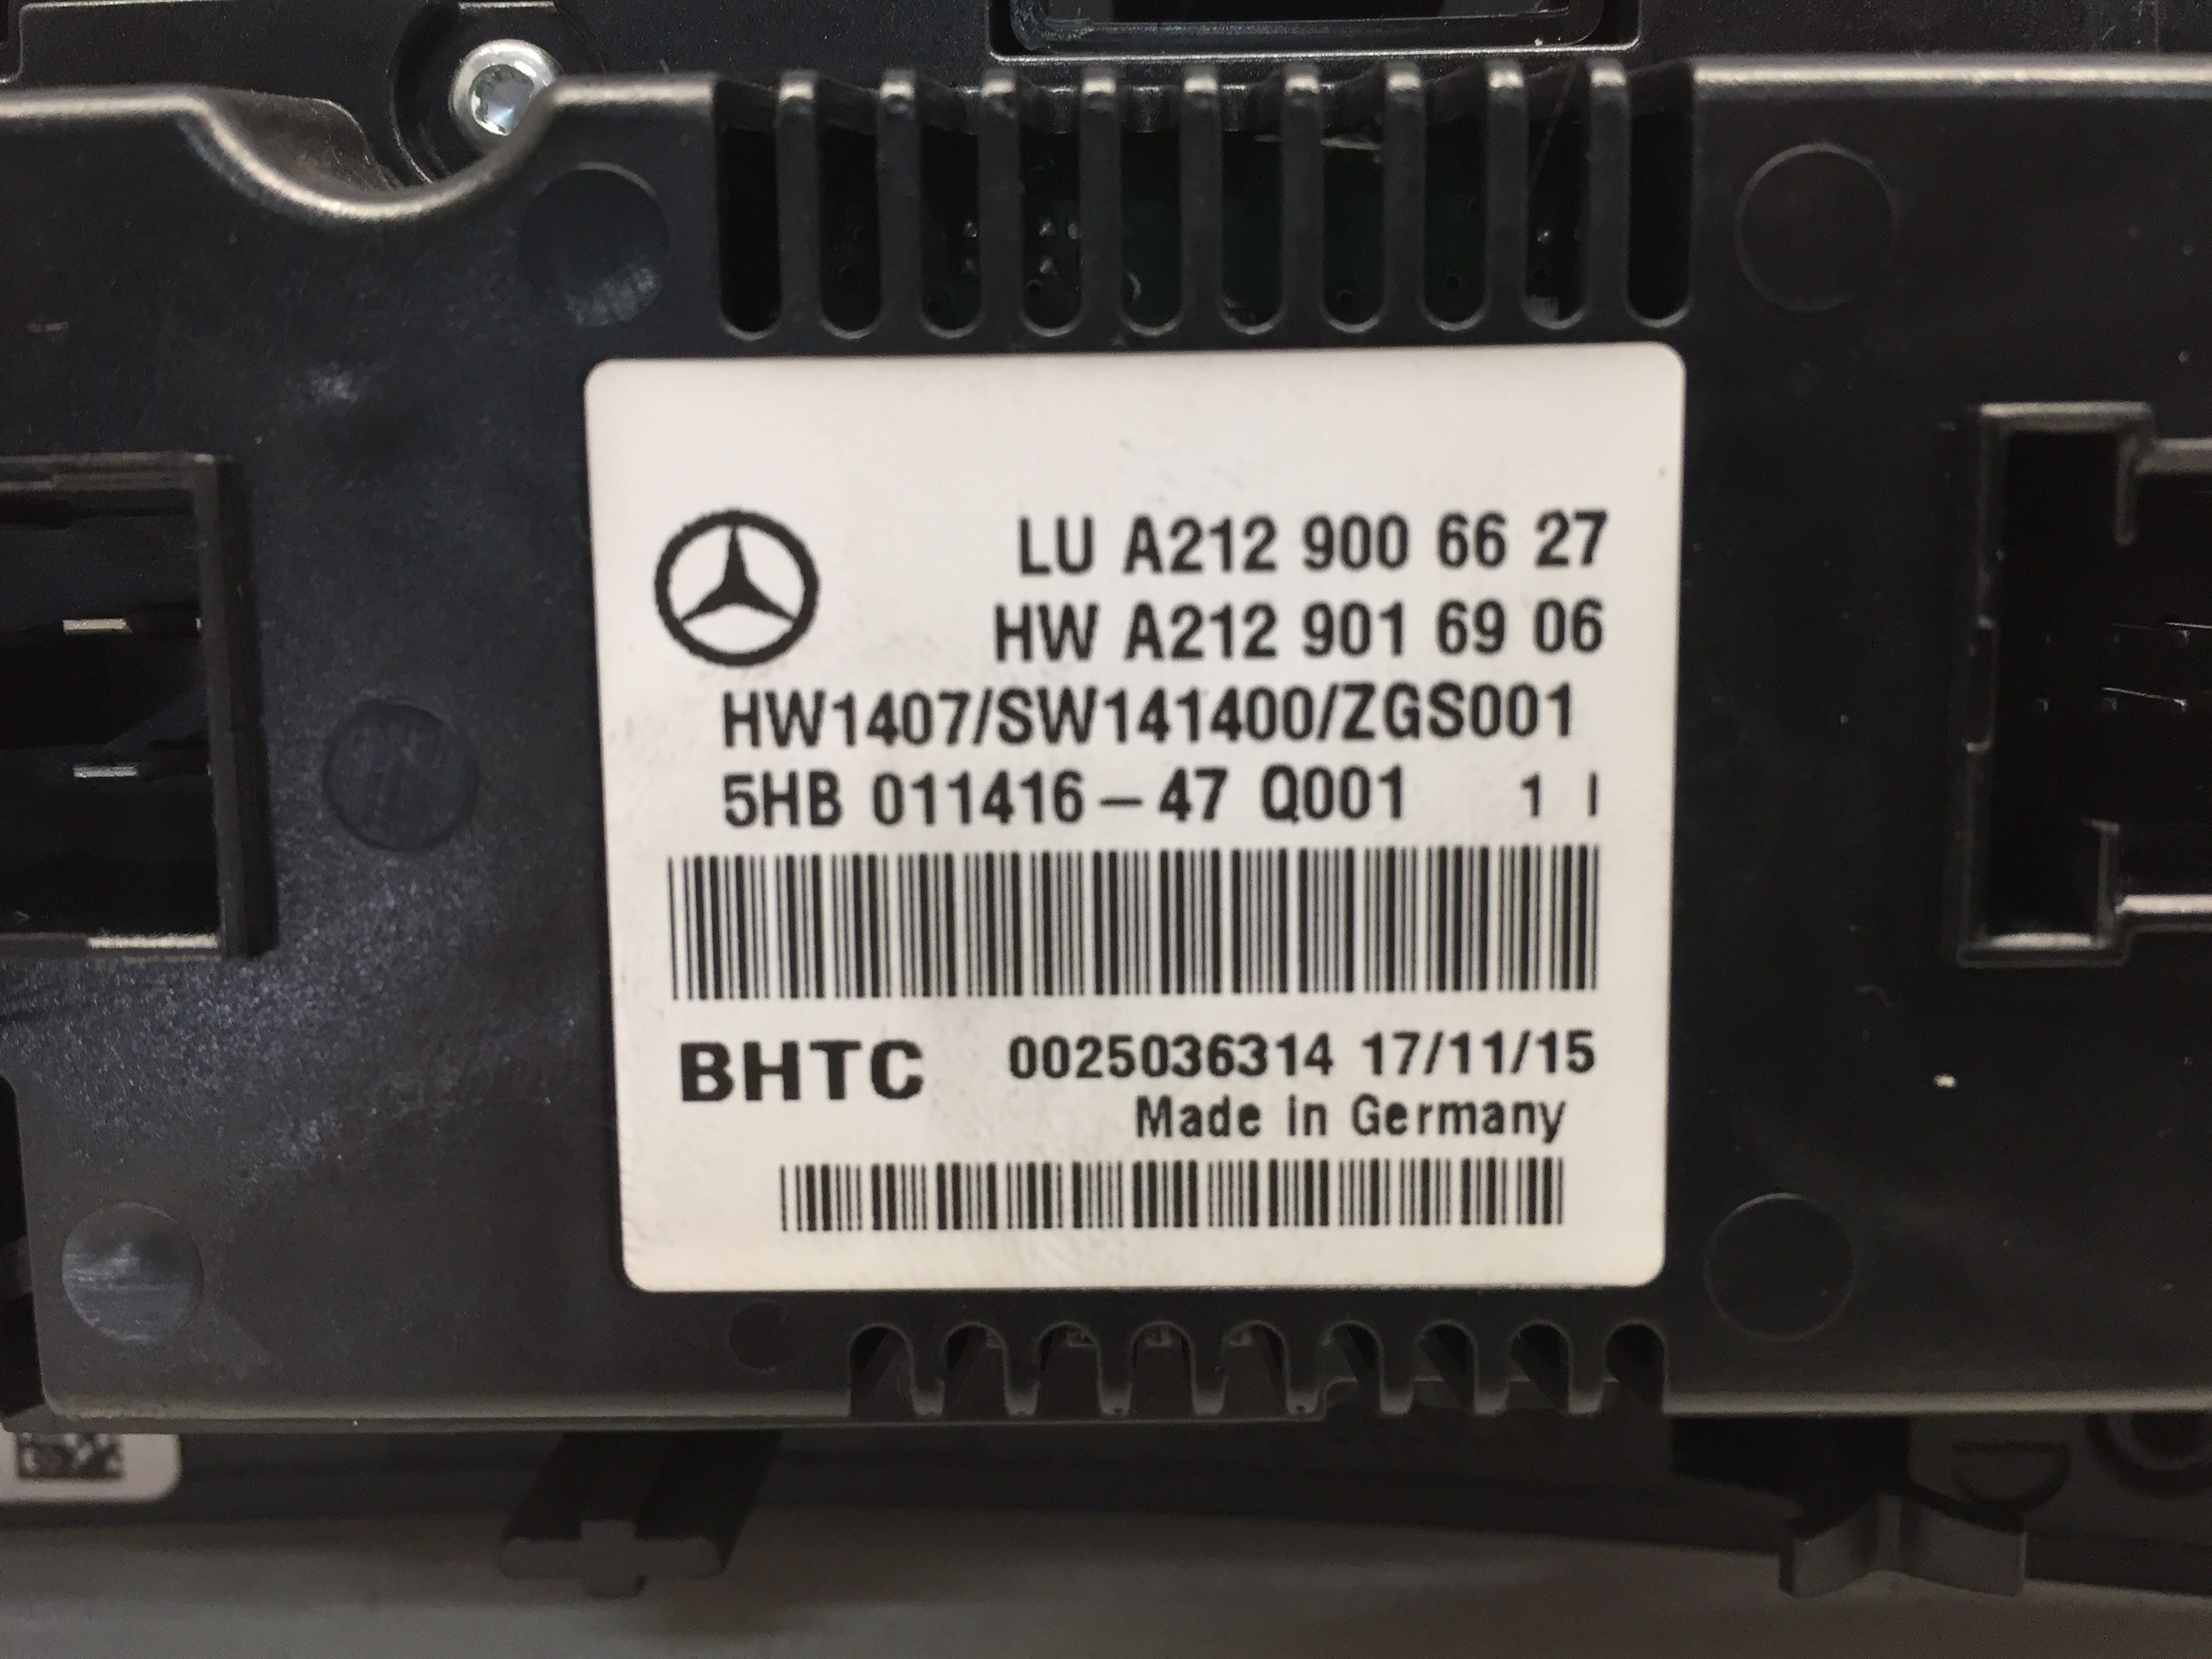 LU A212 900 66 27
HW A212 901 69 06
HW1407/SW141400/ZGS001
5HB 011416-47 Q001 1 I
BHTC 0025036314 17/11/15
Made in Germany